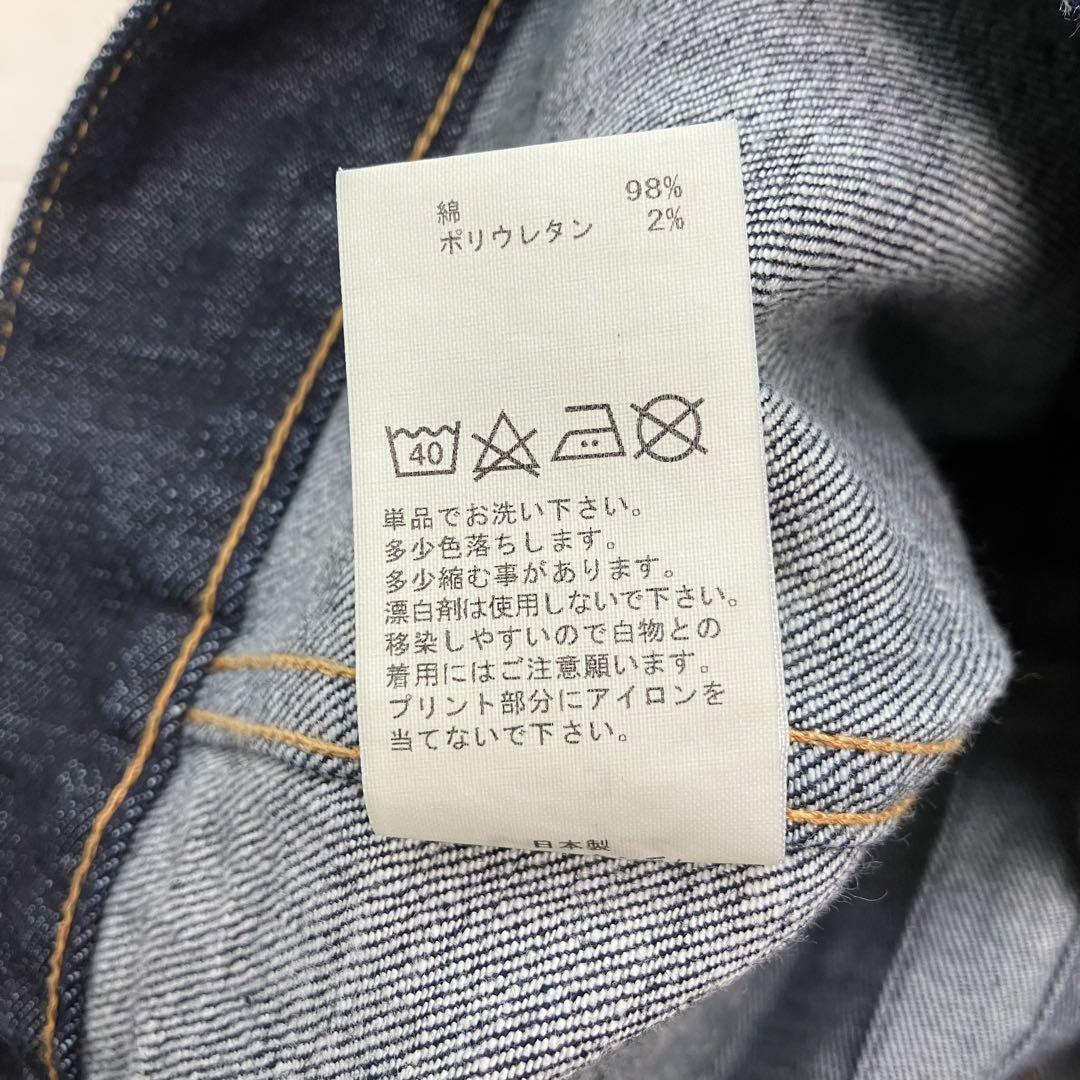 綿 98%
ポリウレタン 2%
40
単品でお洗い下さい。
多少色落ちします。
多少縮む事があります。
漂白剤は使用しないで下さい。
移染しやすいので白物との
着用にはご注意願います。
プリント部分にアイロンを
当てないで下さい。
日本製